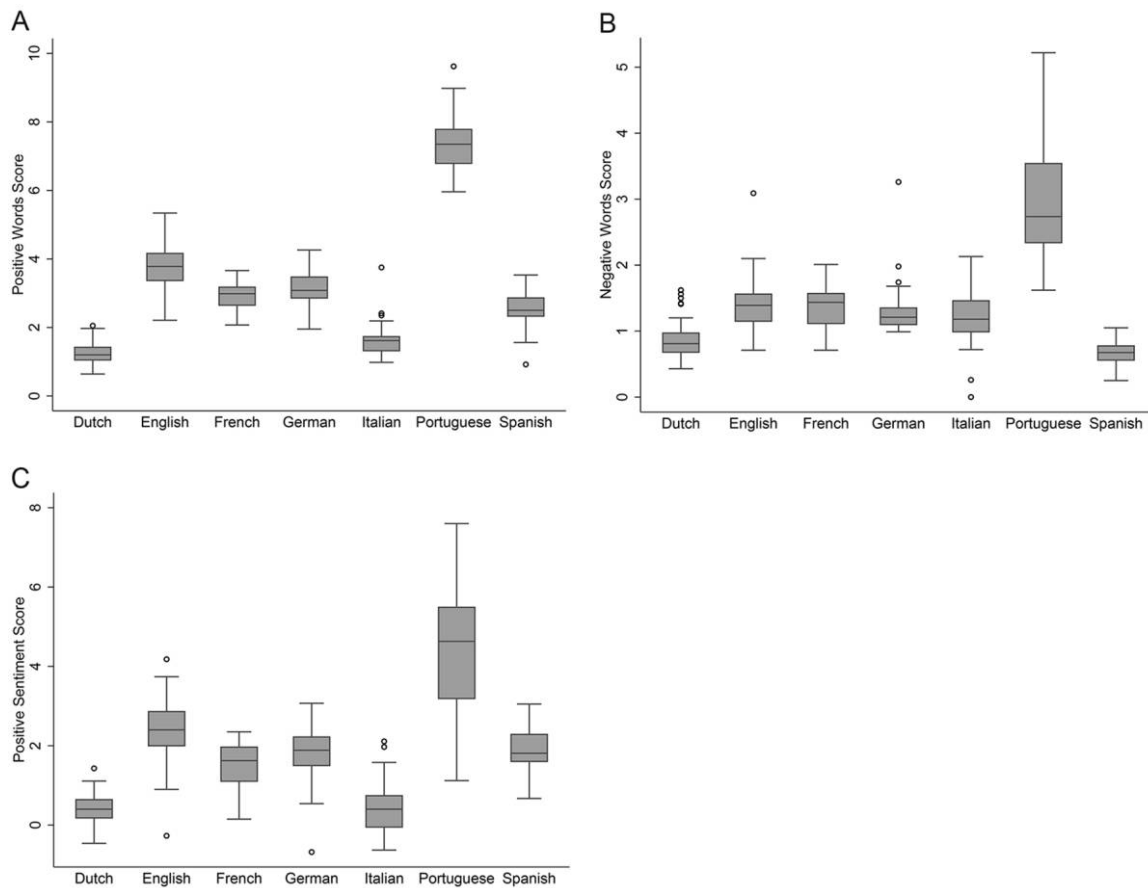 A
Positive Words Score
10
8
6
4
2
0
Dutch English French German Italian Portuguese Spanish
B
Negative Words Score
5
4
3
2
1
0
Dutch English French German Italian Portuguese Spanish
C
Positive Sentiment Score
8
6
4
2
0
Dutch English French German Italian Portuguese Spanish